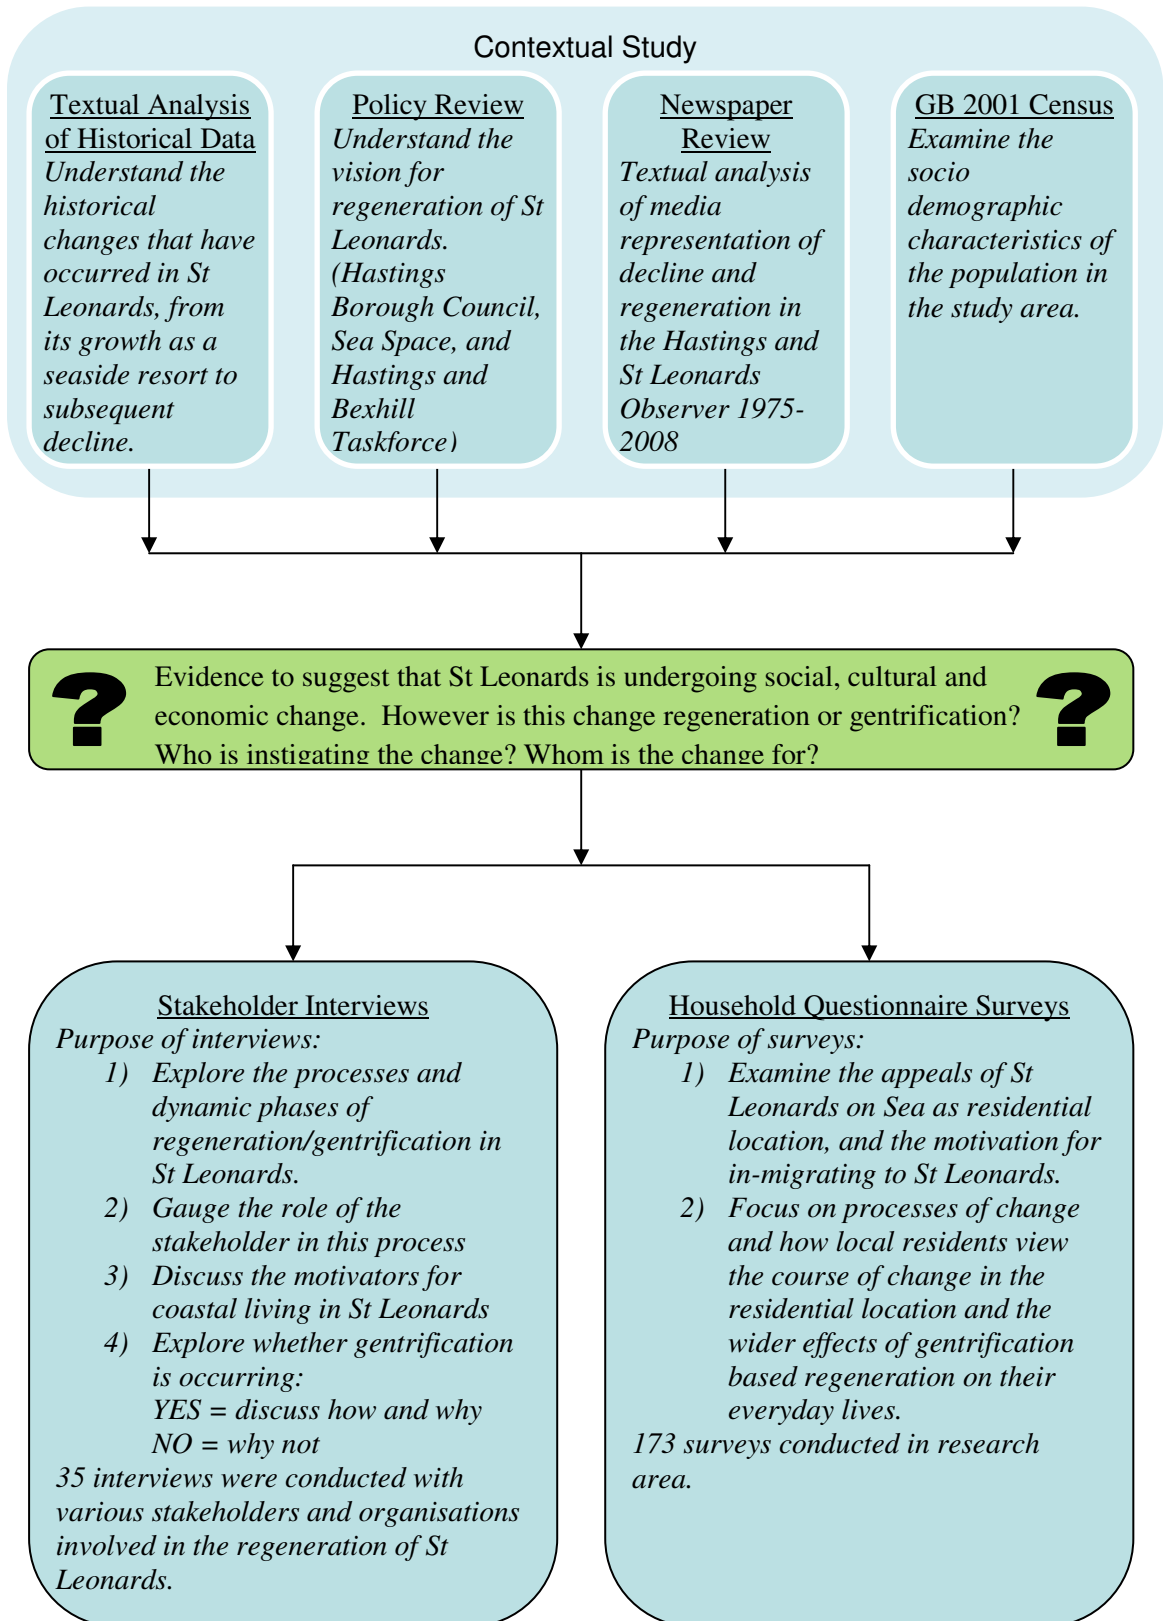 Contextual Study
Textual Analysis
of Historical Data
Understand the
historical
changes that have
occurred in St
Leonards, from
its growth as a
seaside resort to
subsequent
decline.
Policy Review
Understand the
vision for
regeneration of St
Leonards.
(Hastings
Borough Council,
Sea Space, and
Hastings and
Bexhill
Taskforce)
Newspaper
Review
Textual analysis
of media
representation of
decline and
regeneration in
the Hastings and
St Leonards
Observer 1975-
2008
GB 2001 Census
Examine the
socio
demographic
characteristics of
the population in
the study area.
?
Evidence to suggest that St Leonards is undergoing social, cultural and
economic change.  However is this change regeneration or gentrification?
Who is instigating the change? Whom is the change for?
?
Stakeholder Interviews
Purpose of interviews:
1) Explore the processes and
dynamic phases of
regeneration/gentrification in
St Leonards.
2) Gauge the role of the
stakeholder in this process
3) Discuss the motivators for
coastal living in St Leonards
4) Explore whether gentrification
is occurring:
YES = discuss how and why
NO = why not
35 interviews were conducted with
various stakeholders and organisations
involved in the regeneration of St
Leonards.
Household Questionnaire Surveys
Purpose of surveys:
1) Examine the appeals of St
Leonards on Sea as residential
location, and the motivation for
in-migrating to St Leonards.
2) Focus on processes of change
and how local residents view
the course of change in the
residential location and the
wider effects of gentrification
based regeneration on their
everyday lives.
173 surveys conducted in research
area.